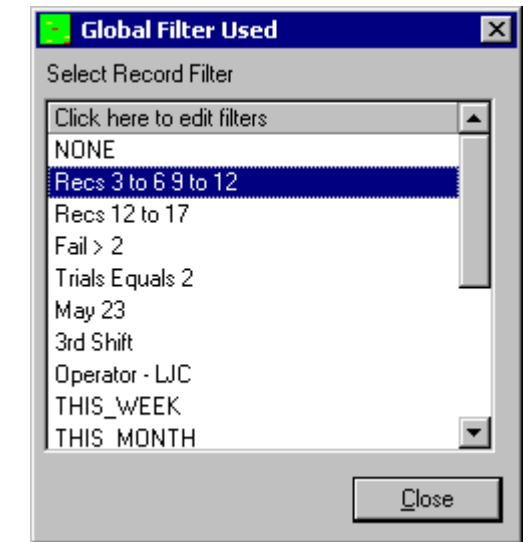 Global Filter Used
Select Record Filter
Click here to edit filters
NONE
Recs 3 to 6 9 to 12
Recs 12 to 17
Fail > 2
Trials Equals 2
May 23
3rd Shift
Operator - LJC
THIS_WEEK
THIS_MONTH
Close